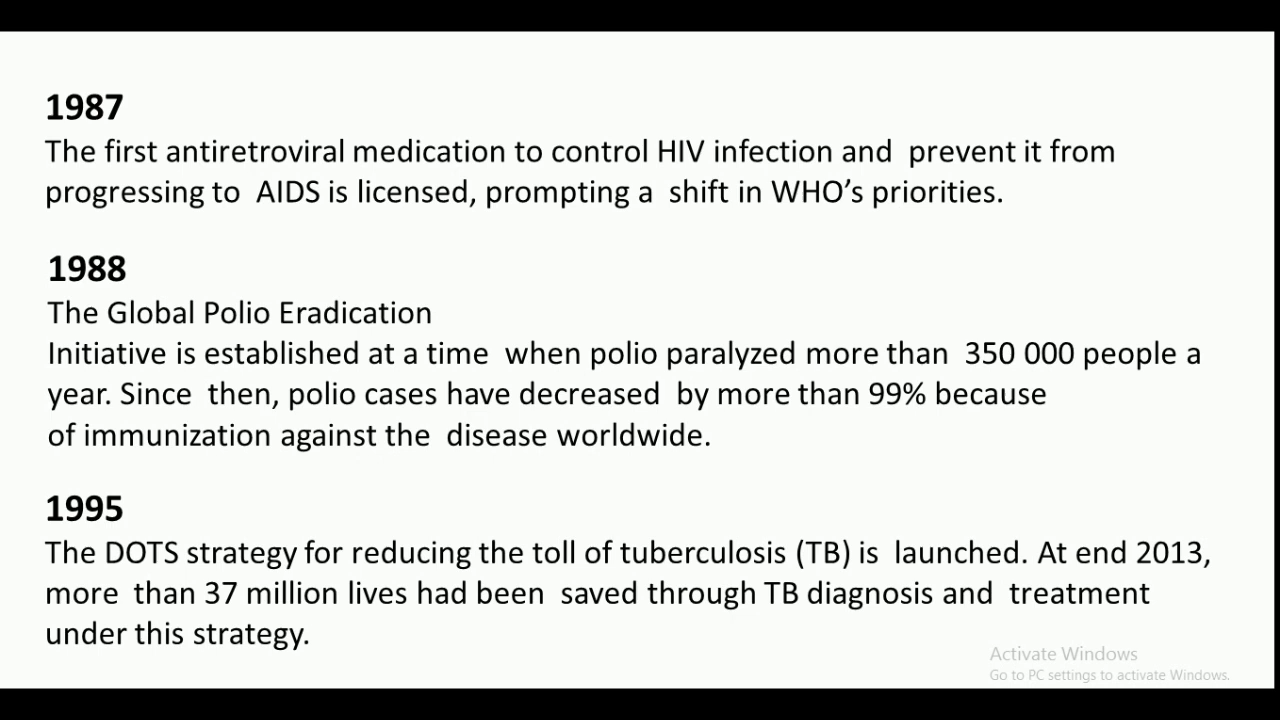 1987
The first antiretroviral medication to control HIV infection and prevent it from
progressing to AIDS is licensed, prompting a shift in WHO’s priorities.
1988
The Global Polio Eradication
Initiative is established at a time when polio paralyzed more than 350 000 people a
year. Since then, polio cases have decreased by more than 99% because
of immunization against the disease worldwide.
1995
The DOTS strategy for reducing the toll of tuberculosis (TB) is launched. At end 2013,
more than 37 million lives had been saved through TB diagnosis and treatment
under this strategy.
Activate Windows
Go to PC settings to activate Windows.